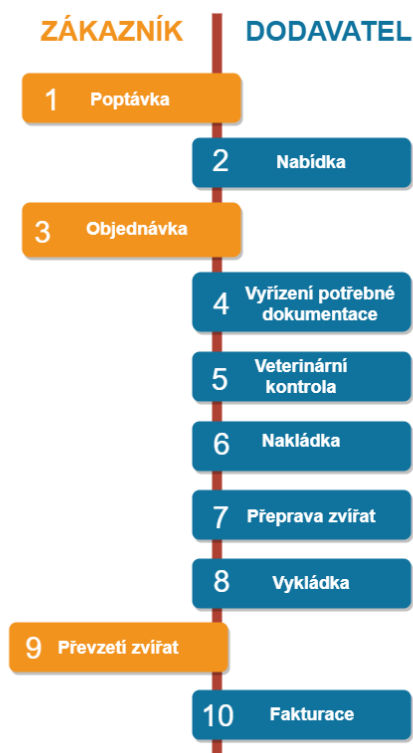 ZÁKAZNÍK DODAVATEL
1 Poptávka
2 Nabídka
3 Objednávka
4 Vyřízení potřebné
dokumentace
5 Veterinární
kontrola
6 Nakládka
7 Přeprava zvířat
8 Vykládka
9 Převzetí zvířat
10 Fakturace